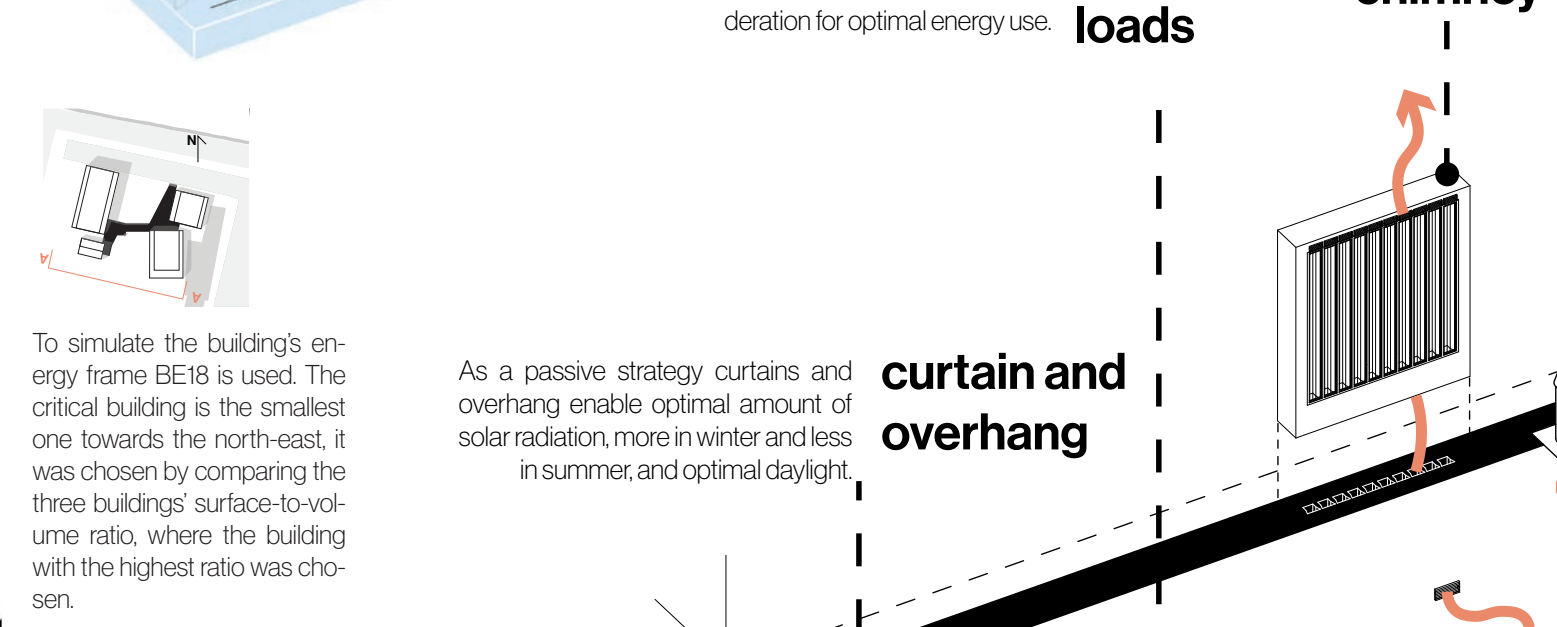 deration for optimal energy use.
loads
chimney
N
A
A
To simulate the building's en-
ergy frame BE18 is used. The
critical building is the smallest
one towards the north-east, it
was chosen by comparing the
three buildings' surface-to-vol-
ume ratio, where the building
with the highest ratio was cho-
sen.
As a passive strategy curtains and
overhang enable optimal amount of
solar radiation, more in winter and less
in summer, and optimal daylight.
curtain and
overhang